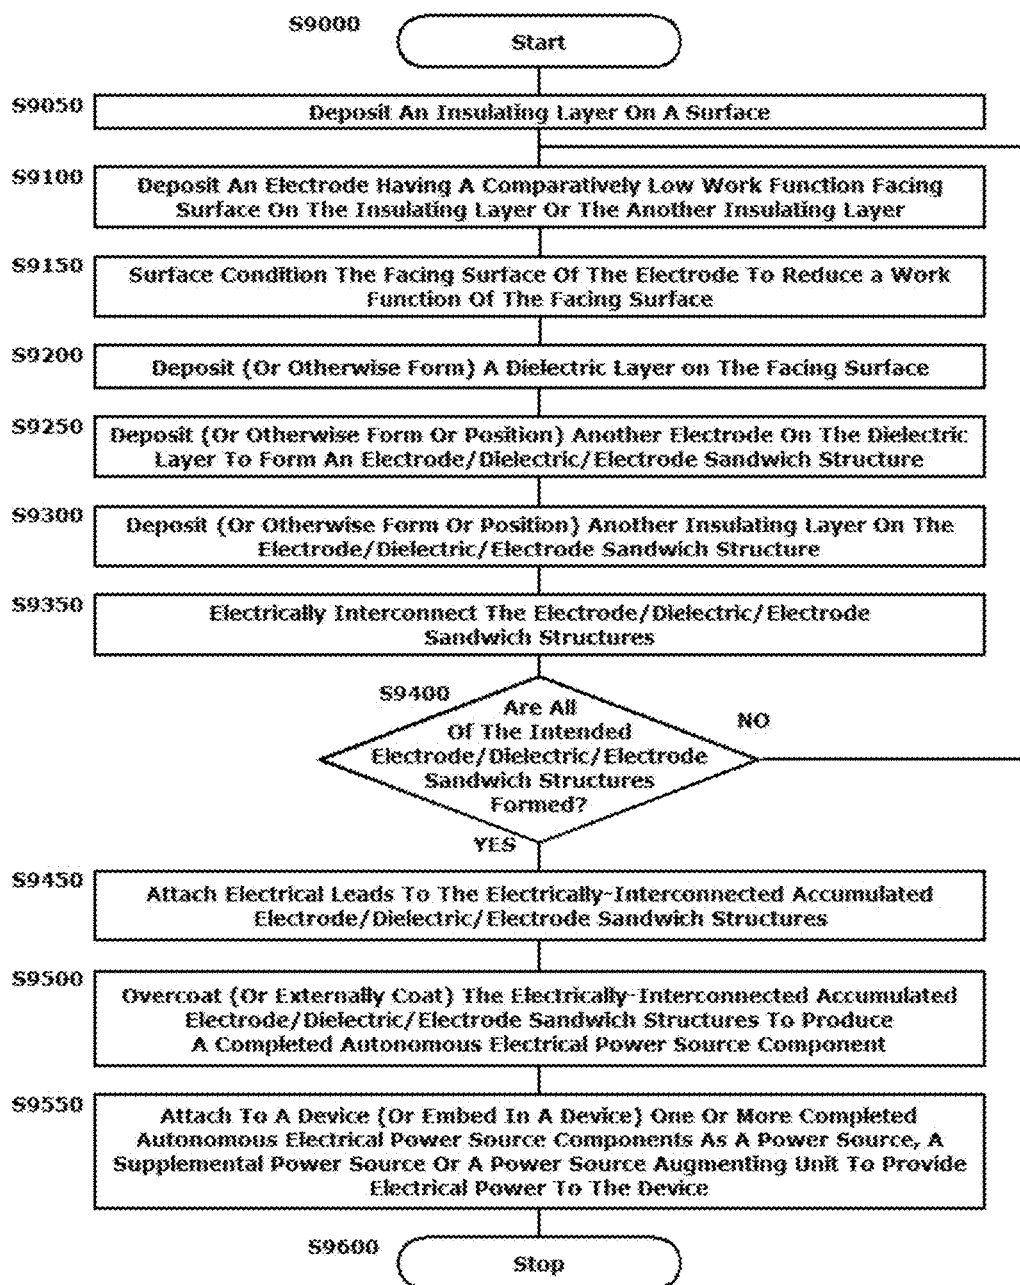 S9000
Start
S9050
Deposit An Insulating Layer On A Surface
S9100
Deposit An Electrode Having A Comparatively Low Work Function Facing
Surface On The Insulating Layer Or The Another Insulating Layer
S9150
Surface Condition The Facing Surface Of The Electrode To Reduce a Work
Function Of The Facing Surface
S9200
Deposit (Or Otherwise Form) A Dielectric Layer on The Facing Surface
S9250
Deposit (Or Otherwise Form Or Position) Another Electrode On The Dielectric
Layer To Form An Electrode/Dielectric/Electrode Sandwich Structure
S9300
Deposit (Or Otherwise Form Or Position) Another Insulating Layer On The
Electrode/Dielectric/Electrode Sandwich Structure
S9350
Electrically Interconnect The Electrode/Dielectric/Electrode
Sandwich Structures
S9400
Are All
Of The Intended
Electrode/Dielectric/Electrode
Sandwich Structures
Formed?
NO
YES
S9450
Attach Electrical Leads To The Electrically-Interconnected Accumulated
Electrode/Dielectric/Electrode Sandwich Structures
S9500
Overcoat (Or Externally Coat) The Electrically-Interconnected Accumulated
Electrode/Dielectric/Electrode Sandwich Structures To Produce
A Completed Autonomous Electrical Power Source Component
S9550
Attach To A Device (Or Embed In A Device) One Or More Completed
Autonomous Electrical Power Source Components As A Power Source, A
Supplemental Power Source Or A Power Source Augmenting Unit To Provide
Electrical Power To The Device
S9600
Stop